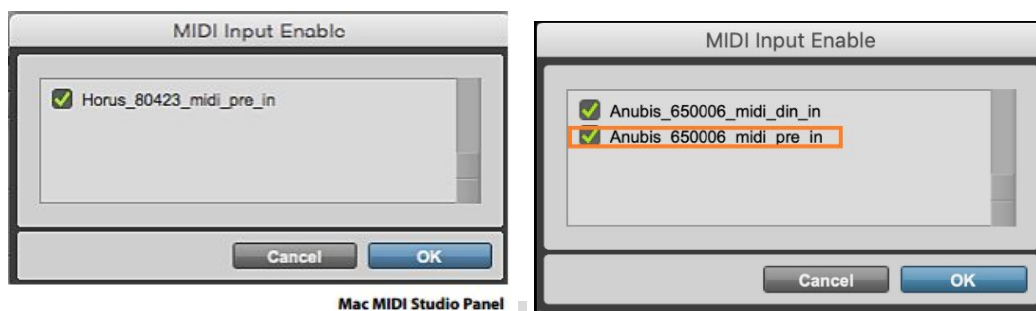 MIDI Input Enable
Horus_80423_midi_pre_in
Cancel OK
Mac MIDI Studio Panel
MIDI Input Enable
Anubis_650006_midi_din_in
Anubis_650006_midi_pre_in
Cancel OK